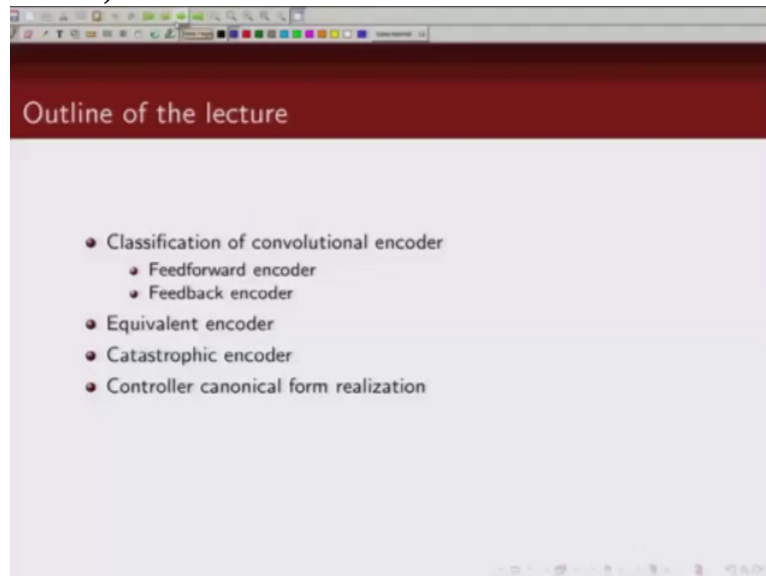 Outline of the lecture
Classification of convolutional encoder
Feedforward encoder
Feedback encoder
Equivalent encoder
Catastrophic encoder
Controller canonical form realization